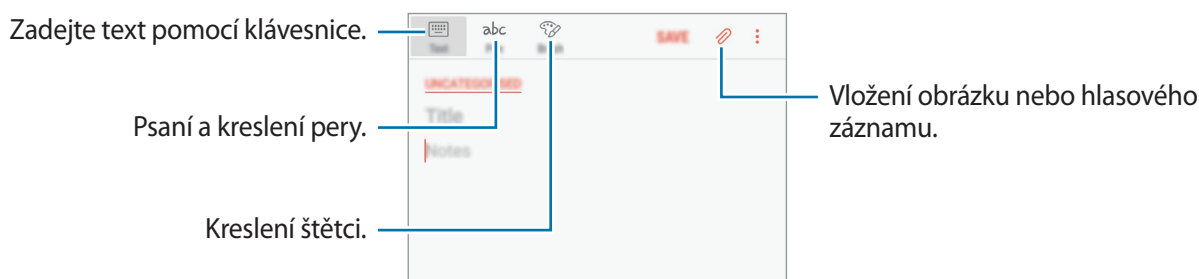 Zadejte text pomocí klávesnice.
abc
Text
SAVE
UNCATEGORISED
Title
Notes
Psaní a kreslení pery.
Kreslení štětci.
Vložení obrázku nebo hlasového
záznamu.